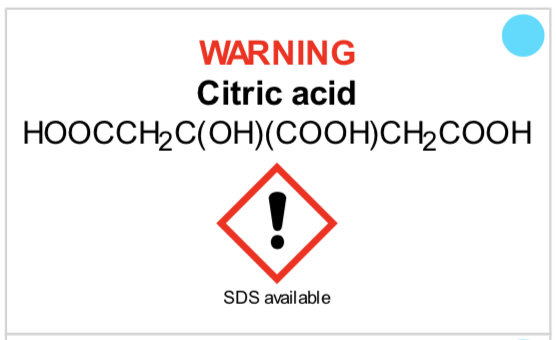 WARNING
Citric acid
HOOCCH₂C(OH)(COOH)CH₂COOH
!
SDS available